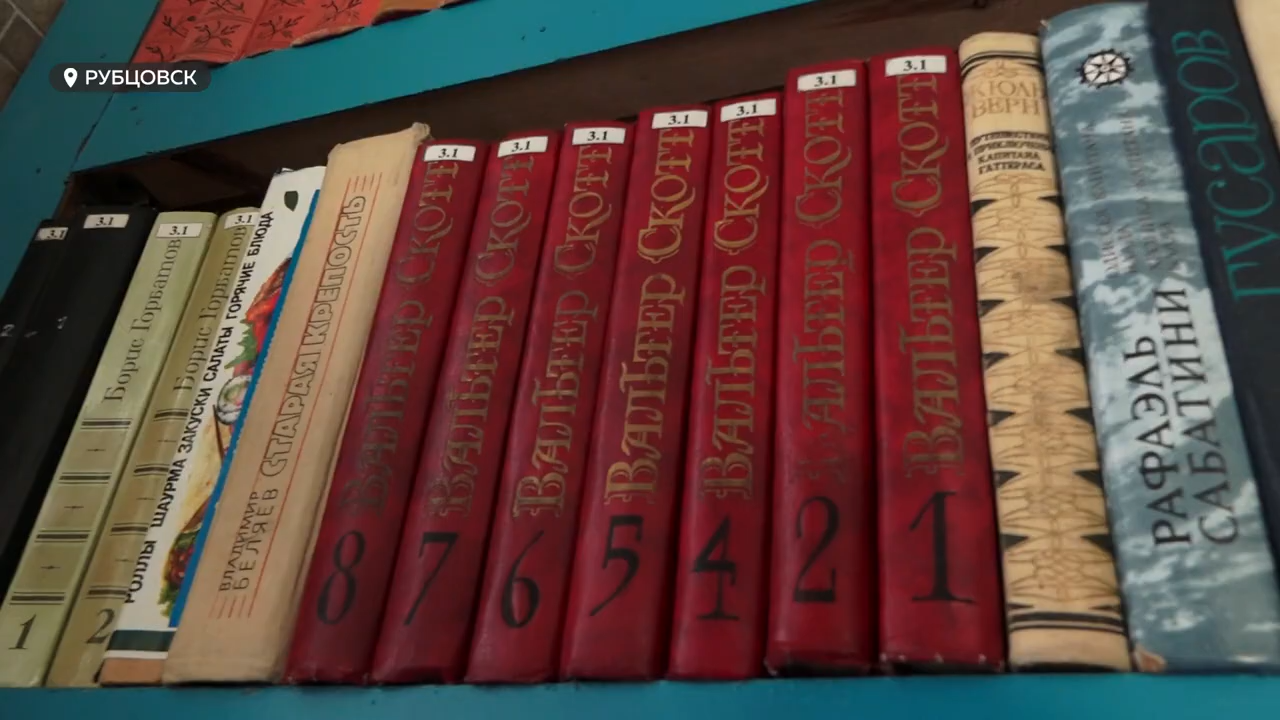 РУБЦОВСК
3.1
3.1
3.1
Борис Горбатов
1
3.1
Борис Горбатов
2
РОЛЛЫ ШАУРМА ЗАКУСКИ САЛАТЫ ГОРЯЧИЕ БЛЮДА
ВЛАДИМИР
БЕЛЯЕВ
СТАРАЯ КРЕПОСТЬ
3.1
Вальтер Скотт
8
3.1
Вальтер Скотт
7
3.1
Вальтер Скотт
6
3.1
Вальтер Скотт
5
3.1
Вальтер Скотт
4
3.1
Вальтер Скотт
2
3.1
Вальтер Скотт
1
ЖЮЛЬ
ВЕРН
ПУТЕШЕСТВИЕ
И ПРИКЛЮЧЕНИЯ
КАПИТАНА
ГАТТЕРАСА
РАФАЭЛЬ
САБАТИНИ
Гусаров